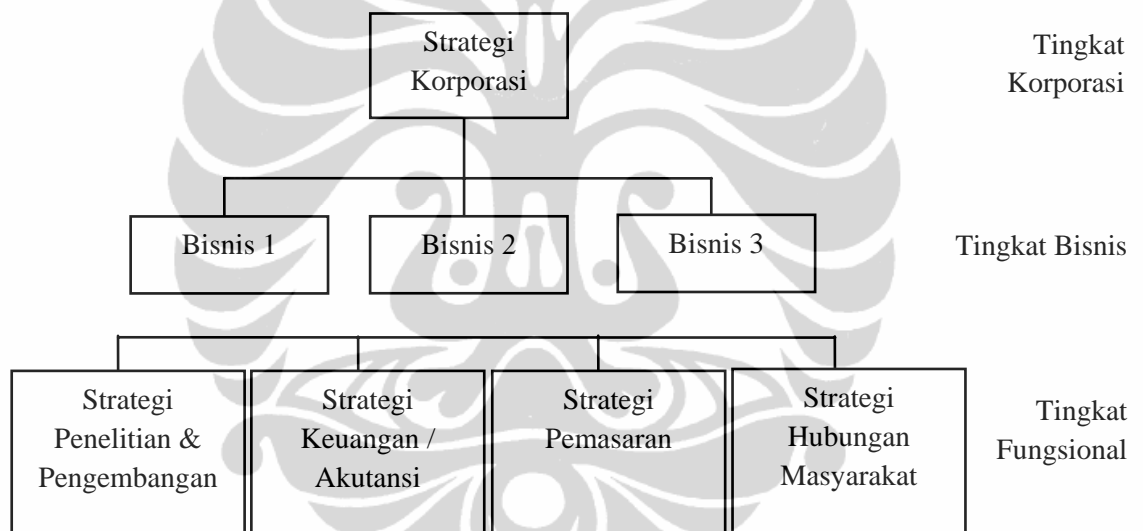 Strategi
Korporasi
Tingkat
Korporasi
Bisnis 1
Bisnis 2
Bisnis 3
Tingkat Bisnis
Strategi
Penelitian &
Pengembangan
Strategi
Keuangan /
Akutansi
Strategi
Pemasaran
Strategi
Hubungan
Masyarakat
Tingkat
Fungsional